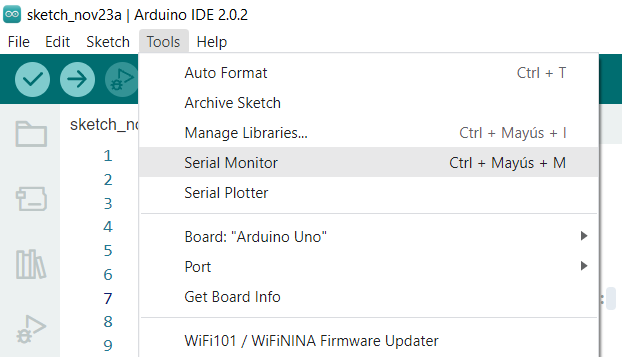 sketch_nov23a | Arduino IDE 2.0.2
File Edit Sketch Tools Help
Auto Format Ctrl + T
Archive Sketch
sketch_no
Manage Libraries... Ctrl + Mayús + I
1
Serial Monitor Ctrl + Mayús + M
2
Serial Plotter
3
4
Board: "Arduino Uno"
5
Port
6
Get Board Info
7
8
WiFi101 / WiFiNINA Firmware Updater
9